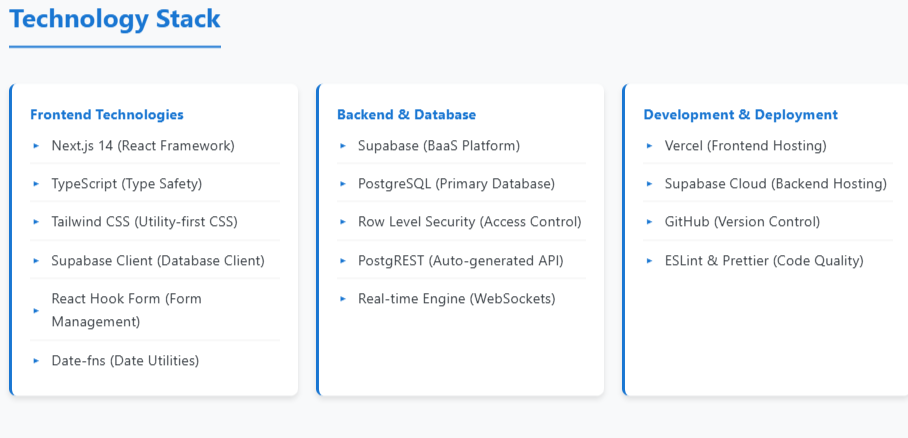 Technology Stack
Frontend Technologies
▸ Next.js 14 (React Framework)
▸ TypeScript (Type Safety)
▸ Tailwind CSS (Utility-first CSS)
▸ Supabase Client (Database Client)
▸ React Hook Form (Form
Management)
▸ Date-fns (Date Utilities)
Backend & Database
▸ Supabase (BaaS Platform)
▸ PostgreSQL (Primary Database)
▸ Row Level Security (Access Control)
▸ PostgREST (Auto-generated API)
▸ Real-time Engine (WebSockets)
Development & Deployment
▸ Vercel (Frontend Hosting)
▸ Supabase Cloud (Backend Hosting)
▸ GitHub (Version Control)
▸ ESLint & Prettier (Code Quality)